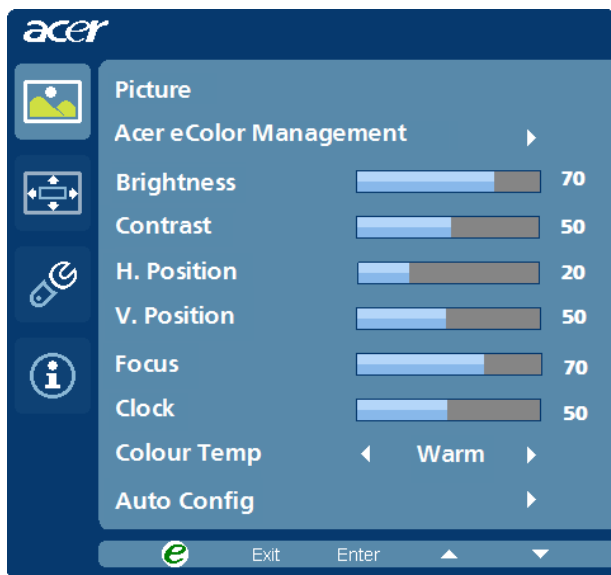 acer
Picture
Acer eColor Management
Brightness 70
Contrast 50
H. Position 20
V. Position 50
Focus 70
Clock 50
Colour Temp Warm
Auto Config
e Exit Enter